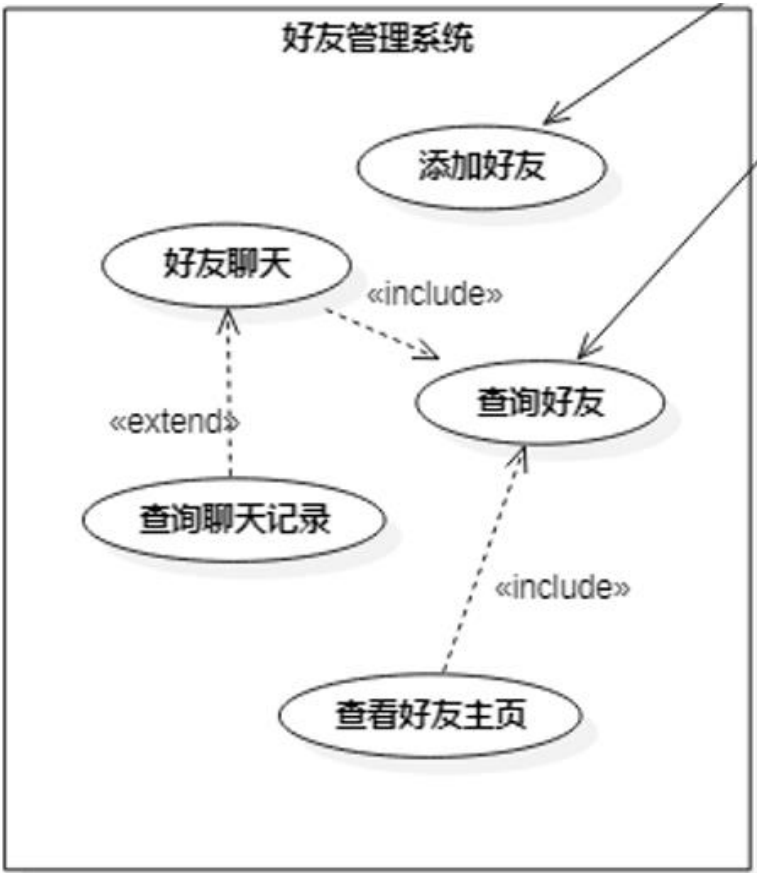 好友管理系统
添加好友
好友聊天
«include»
查询好友
«extend»
查询聊天记录
«include»
查看好友主页